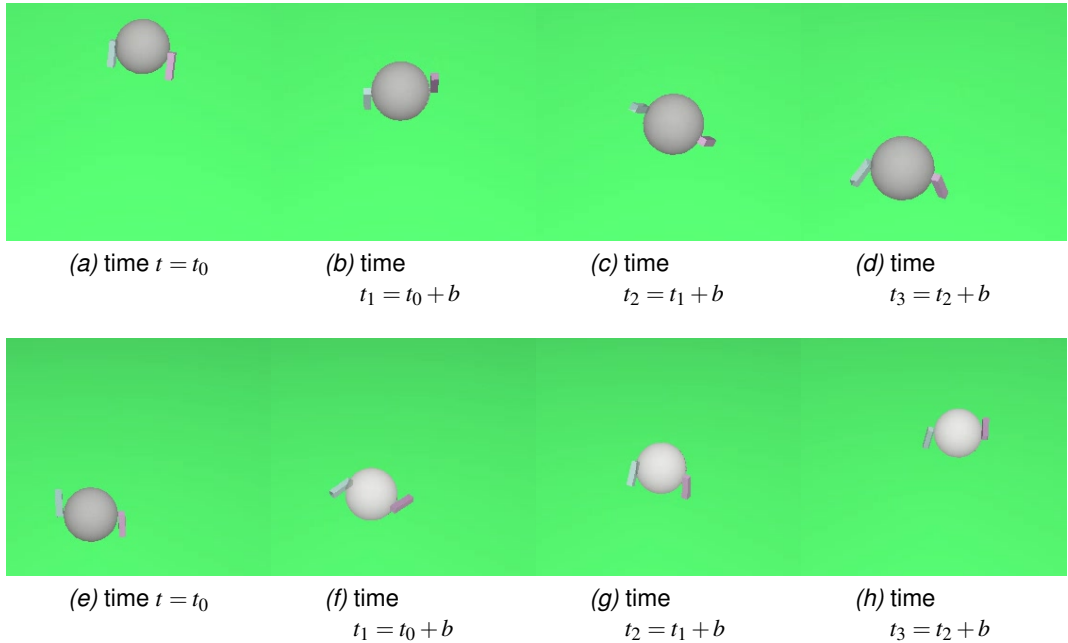 (a) time t = t₀
(b) time
t₁ = t₀ + b
(c) time
t₂ = t₁ + b
(d) time
t₃ = t₂ + b
(e) time t = t₀
(f) time
t₁ = t₀ + b
(g) time
t₂ = t₁ + b
(h) time
t₃ = t₂ + b